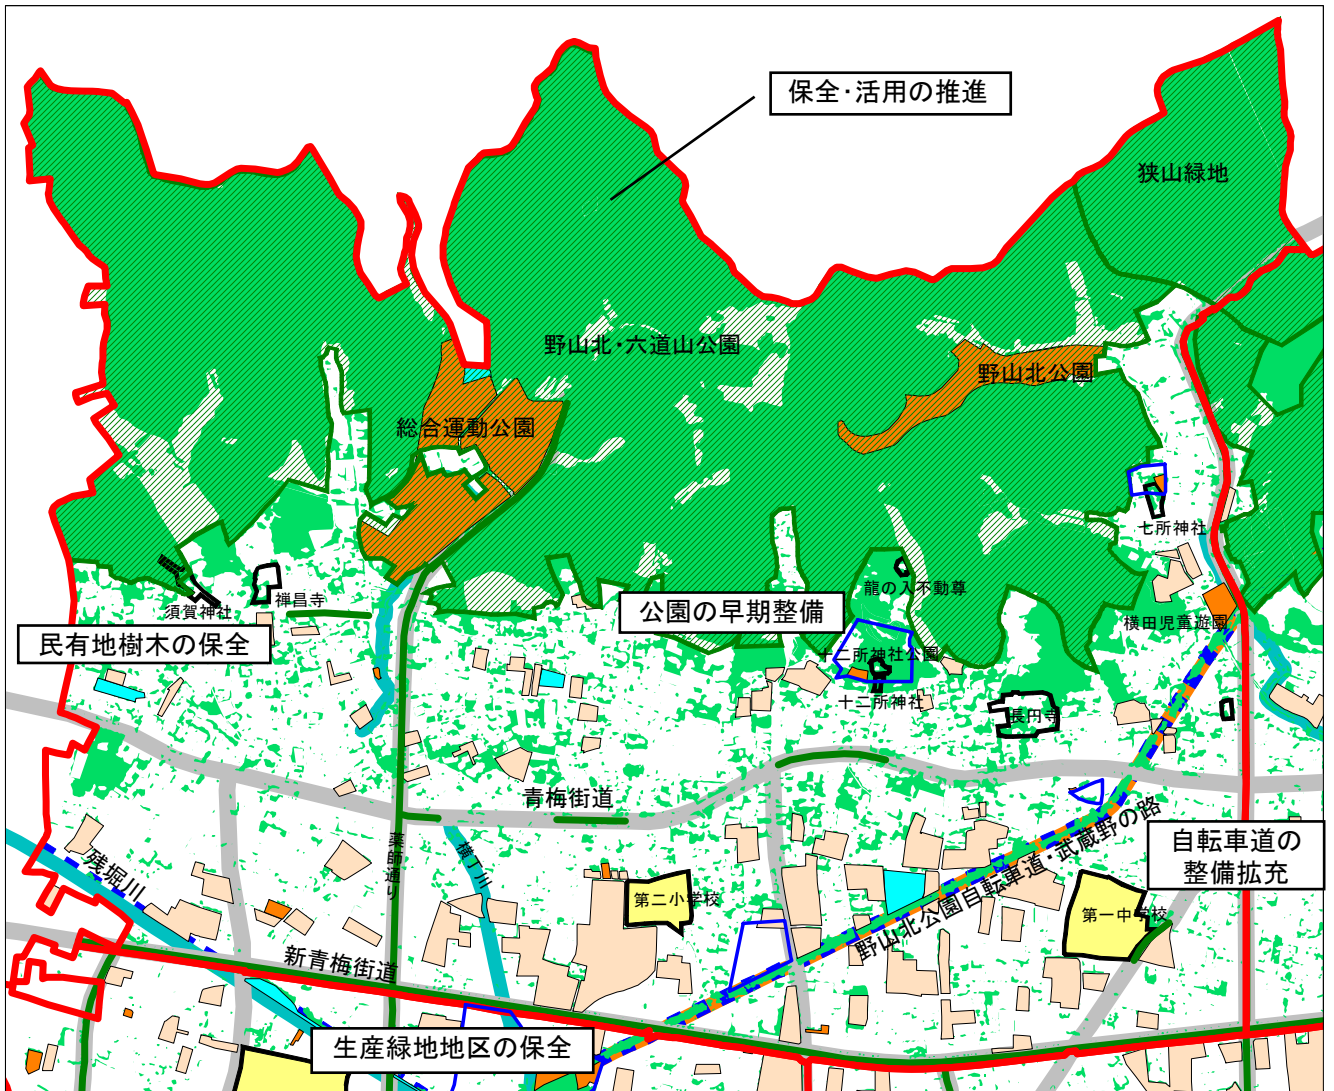 保全・活用の推進
狭山緑地
野山北・六道山公園
野山北公園
総合運動公園
七所神社
龍の入不動尊
須賀神社
禅昌寺
公園の早期整備
横田児童遊園
民有地樹木の保全
十二所神社公園
十二所神社
長円寺
青梅街道
薬師通り
横丁川
残堀川
自転車道の
整備拡充
第二小学校
第一中学校
野山北公園自転車道・武蔵野の路
新青梅街道
生産緑地地区の保全